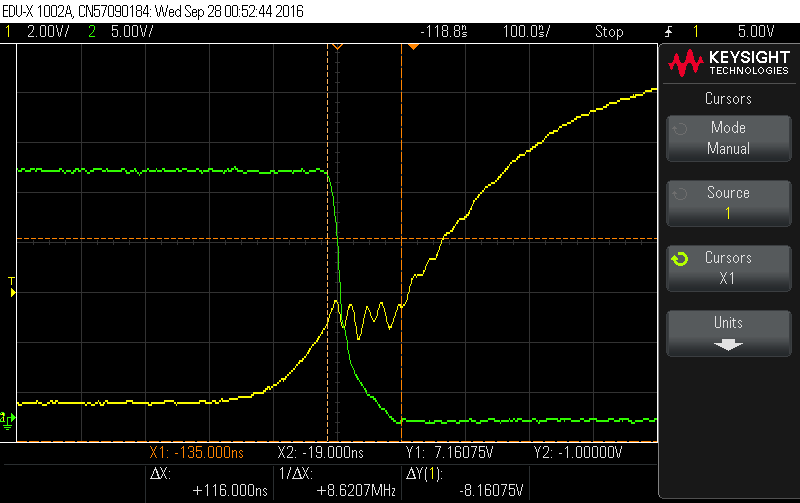 EDU-X 1002A, CN57090184: Wed Sep 28 00:52:44 2016
1 2.00V/ 2 5.00V/ -118.8ns 100.0ns/ Stop 1 5.00V
KEYSIGHT
TECHNOLOGIES
Cursors
Mode
Manual
Source
1
Cursors
X1
Units
T
X1: -135.000ns X2: -19.000ns Y1: 7.16075V Y2: -1.00000V
ΔX: 1/ΔX: ΔY(1):
+116.000ns +8.6207MHz -8.16075V